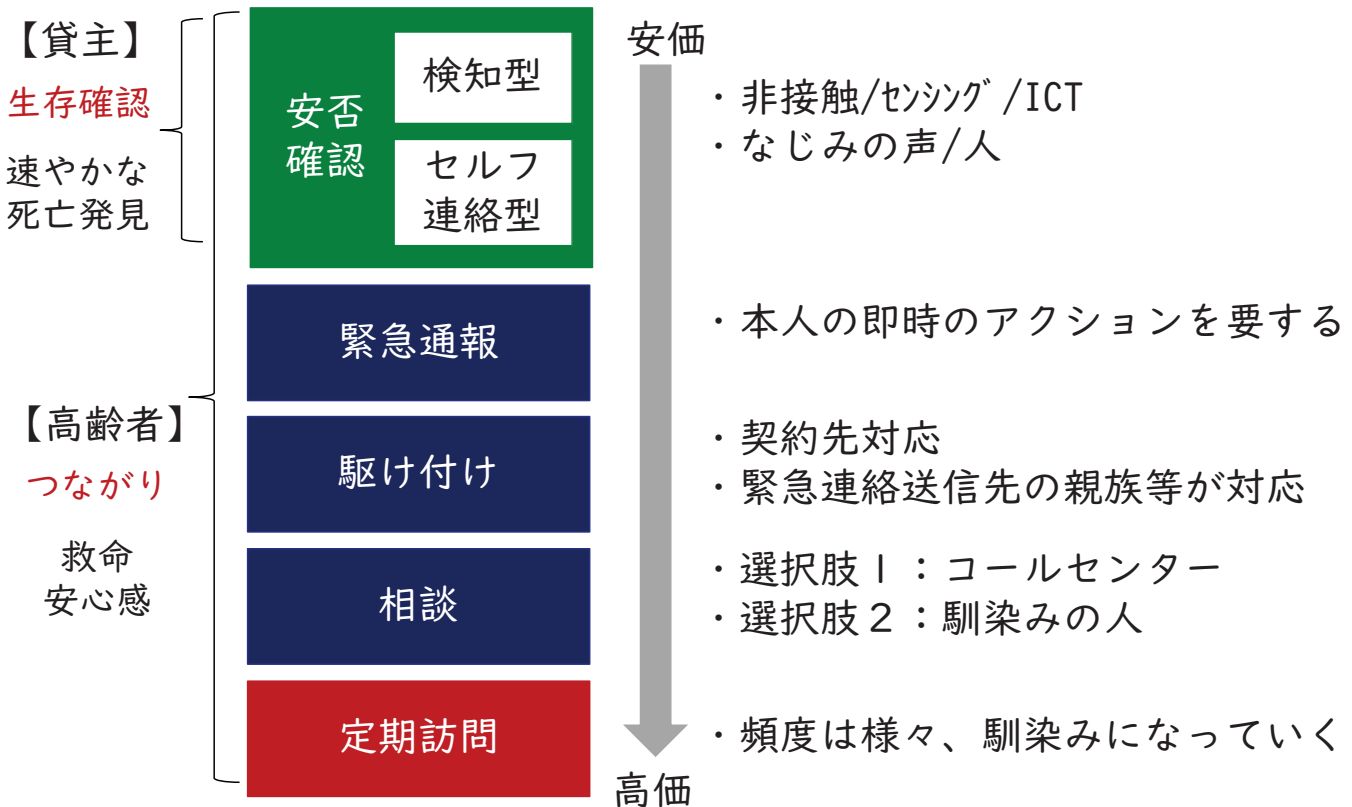 【貸主】
生存確認
速やかな
死亡発見
【高齢者】
つながり
救命
安心感
安否
確認
検知型
セルフ
連絡型
緊急通報
駆け付け
相談
定期訪問
安価
高価
・非接触/ｾﾝｼﾝｸﾞ/ICT
・なじみの声/人
・本人の即時のアクションを要する
・契約先対応
・緊急連絡送信先の親族等が対応
・選択肢１：コールセンター
・選択肢２：馴染みの人
・頻度は様々、馴染みになっていく